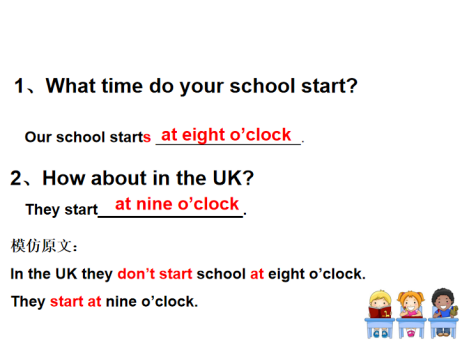 1、What time do your school start?
Our school starts at eight o’clock.
2、How about in the UK?
They start at nine o’clock.
模仿原文：
In the UK they don’t start school at eight o’clock.
They start at nine o’clock.